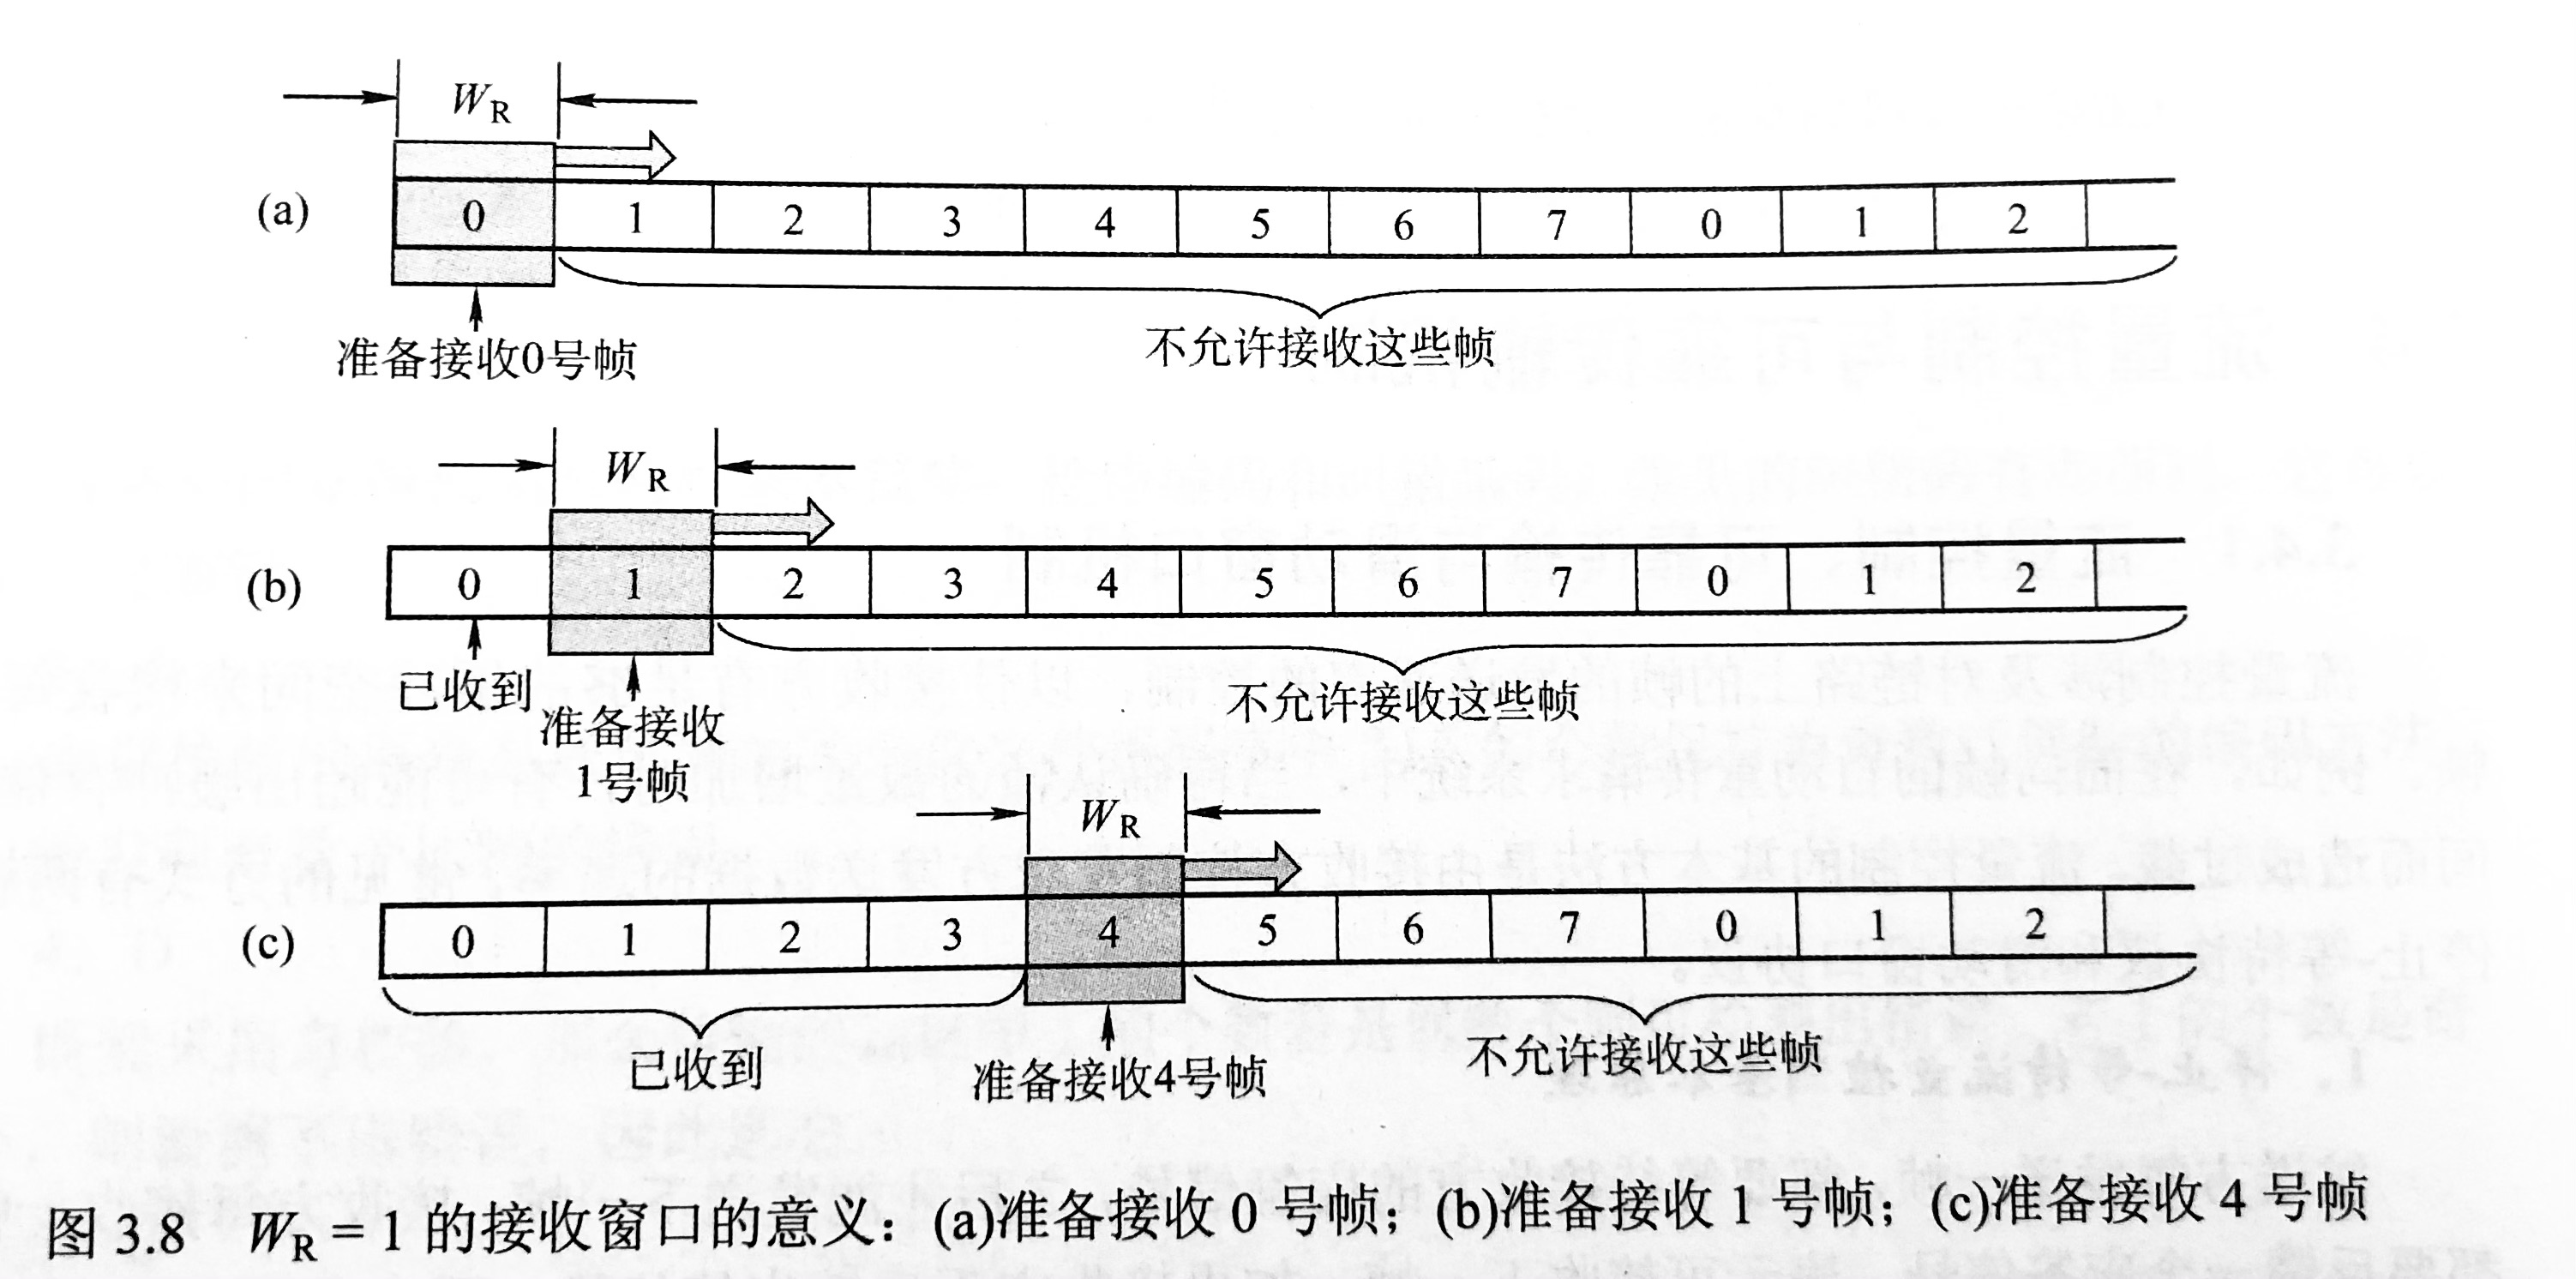 W_R
(a) 0 1 2 3 4 5 6 7 0 1 2
准备接收0号帧 不允许接收这些帧
W_R
(b) 0 1 2 3 4 5 6 7 0 1 2
已收到 准备接收 不允许接收这些帧
1号帧
W_R
(c) 0 1 2 3 4 5 6 7 0 1 2
已收到 准备接收4号帧 不允许接收这些帧
图 3.8 W_R = 1 的接收窗口的意义：(a)准备接收 0 号帧；(b)准备接收 1 号帧；(c)准备接收 4 号帧